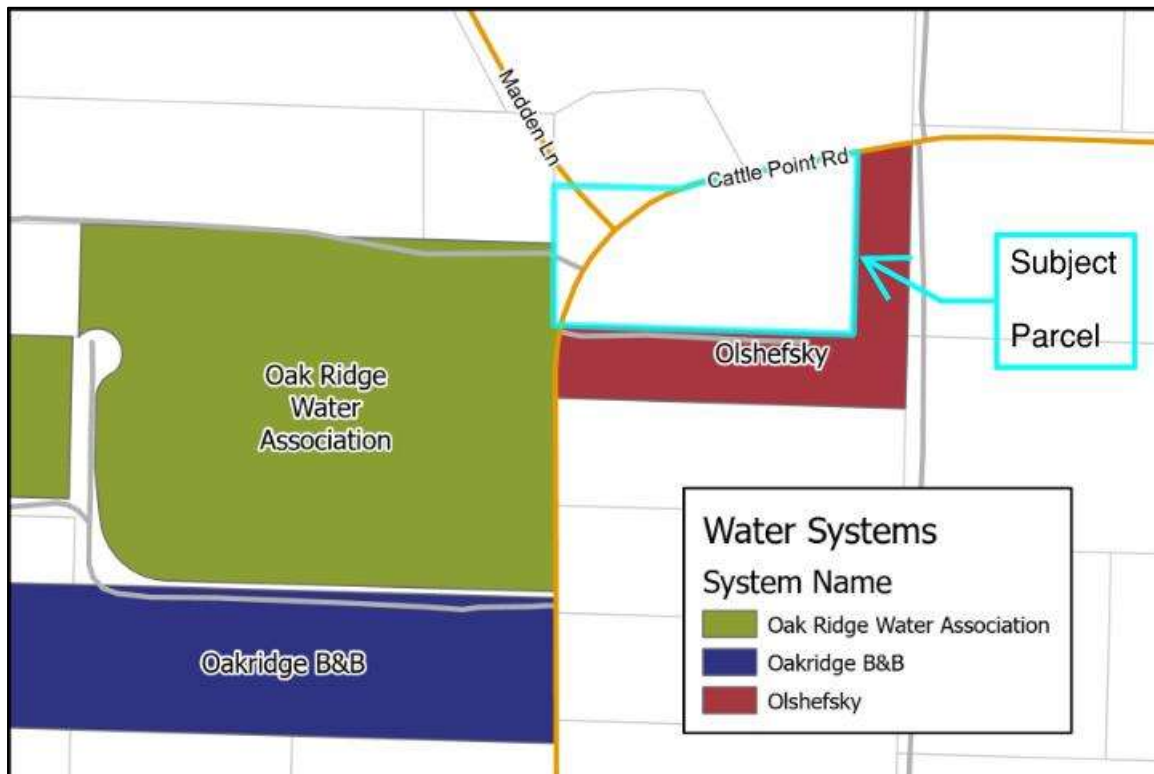 Madden Ln
Cattle Point Rd
Subject
Parcel
Olshefsky
Oak Ridge
Water
Association
Oakridge B&B
Water Systems
System Name
Oak Ridge Water Association
Oakridge B&B
Olshefsky